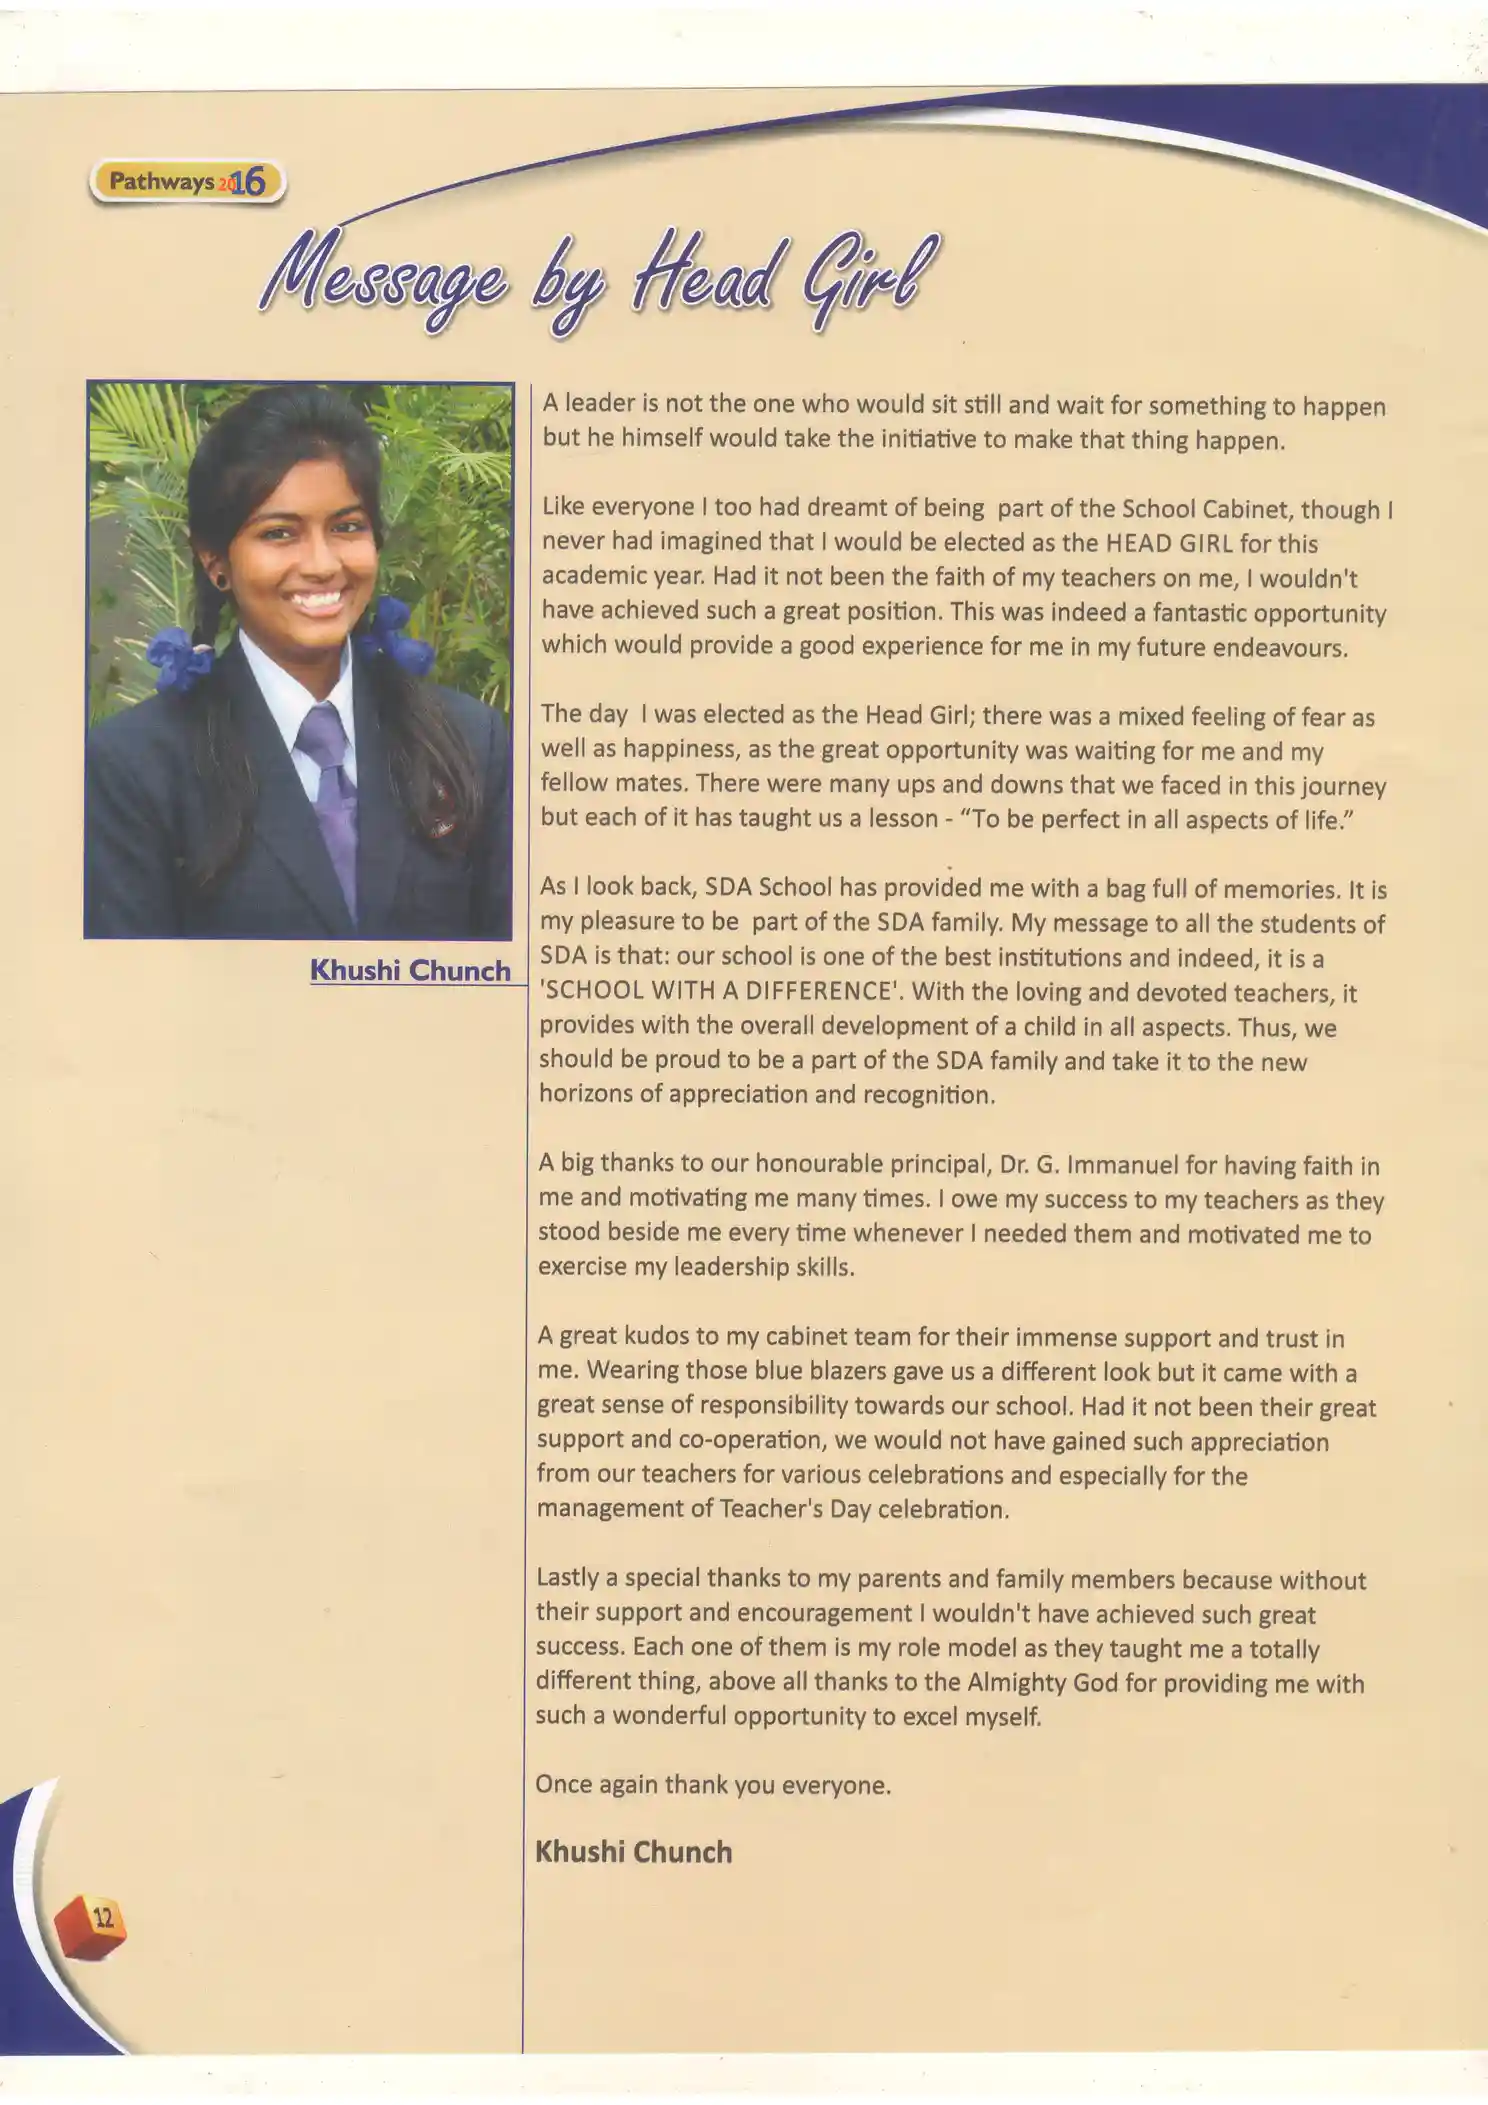 Pathways 2016
Message by Head Girl
A leader is not the one who would sit still and wait for something to happen
but he himself would take the initiative to make that thing happen.
Like everyone I too had dreamt of being part of the School Cabinet, though I
never had imagined that I would be elected as the HEAD GIRL for this
academic year. Had it not been the faith of my teachers on me, I wouldn't
have achieved such a great position. This was indeed a fantastic opportunity
which would provide a good experience for me in my future endeavours.
The day I was elected as the Head Girl; there was a mixed feeling of fear as
well as happiness, as the great opportunity was waiting for me and my
fellow mates. There were many ups and downs that we faced in this journey
but each of it has taught us a lesson - “To be perfect in all aspects of life.”
As I look back, SDA School has provided me with a bag full of memories. It is
my pleasure to be part of the SDA family. My message to all the students of
SDA is that: our school is one of the best institutions and indeed, it is a
'SCHOOL WITH A DIFFERENCE'. With the loving and devoted teachers, it
provides with the overall development of a child in all aspects. Thus, we
should be proud to be a part of the SDA family and take it to the new
horizons of appreciation and recognition.
A big thanks to our honourable principal, Dr. G. Immanuel for having faith in
me and motivating me many times. I owe my success to my teachers as they
stood beside me every time whenever I needed them and motivated me to
exercise my leadership skills.
A great kudos to my cabinet team for their immense support and trust in
me. Wearing those blue blazers gave us a different look but it came with a
great sense of responsibility towards our school. Had it not been their great
support and co-operation, we would not have gained such appreciation
from our teachers for various celebrations and especially for the
management of Teacher's Day celebration.
Lastly a special thanks to my parents and family members because without
their support and encouragement I wouldn't have achieved such great
success. Each one of them is my role model as they taught me a totally
different thing, above all thanks to the Almighty God for providing me with
such a wonderful opportunity to excel myself.
Once again thank you everyone.
Khushi Chunch
Khushi Chunch
12